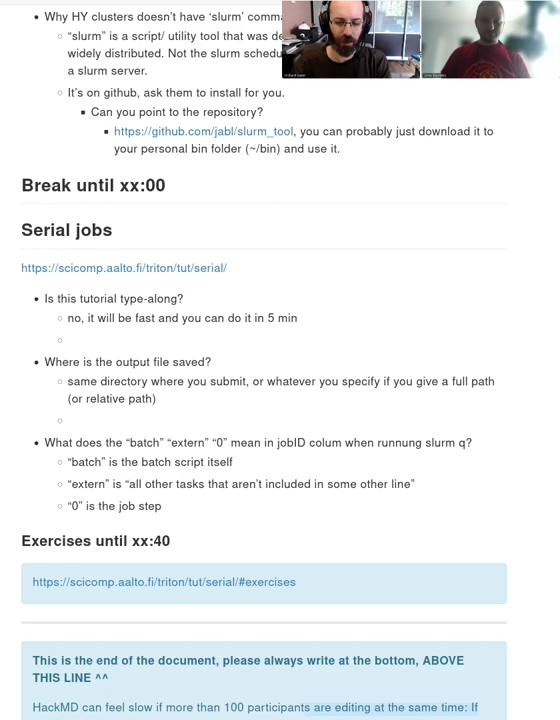 Why HY clusters doesn't have 'slurm' comm
"slurm" is a script/ utility tool that was de
widely distributed. Not the slurm schedu
a slurm server.
It's on github, ask them to install for you.
Can you point to the repository?
https://github.com/jabl/slurm_tool, you can probably just download it to
your personal bin folder (~/bin) and use it.
Break until xx:00
Serial jobs
https://scicomp.aalto.fi/triton/tut/serial/
Is this tutorial type-along?
no, it will be fast and you can do it in 5 min
Where is the output file saved?
same directory where you submit, or whatever you specify if you give a full path
(or relative path)
What does the "batch" "extern" "0" mean in jobID colum when runnung slurm q?
"batch" is the batch script itself
"extern" is "all other tasks that aren't included in some other line"
"0" is the job step
Exercises until xx:40
https://scicomp.aalto.fi/triton/tut/serial/#exercises
This is the end of the document, please always write at the bottom, ABOVE
THIS LINE ^^
HackMD can feel slow if more than 100 participants are editing at the same time: If